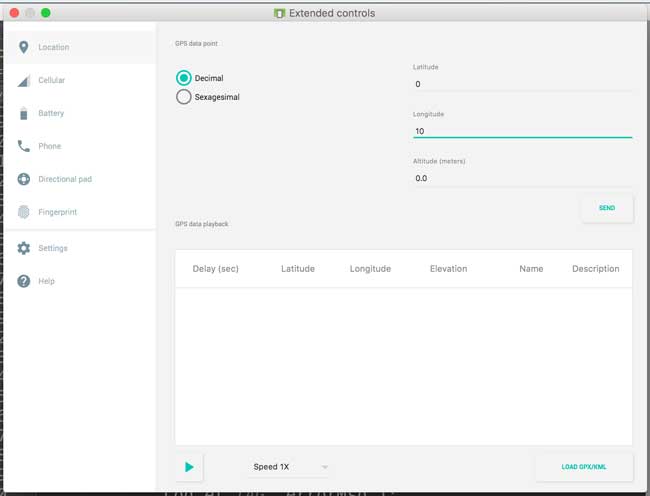 Extended controls
Location
Cellular
Battery
Phone
Directional pad
Fingerprint
Settings
Help
GPS data point
Decimal
Sexagesimal
Latitude
0
Longitude
10
Altitude (meters)
0.0
SEND
GPS data playback
Delay (sec) Latitude Longitude Elevation Name Description
Speed 1X
LOAD GPX/KML